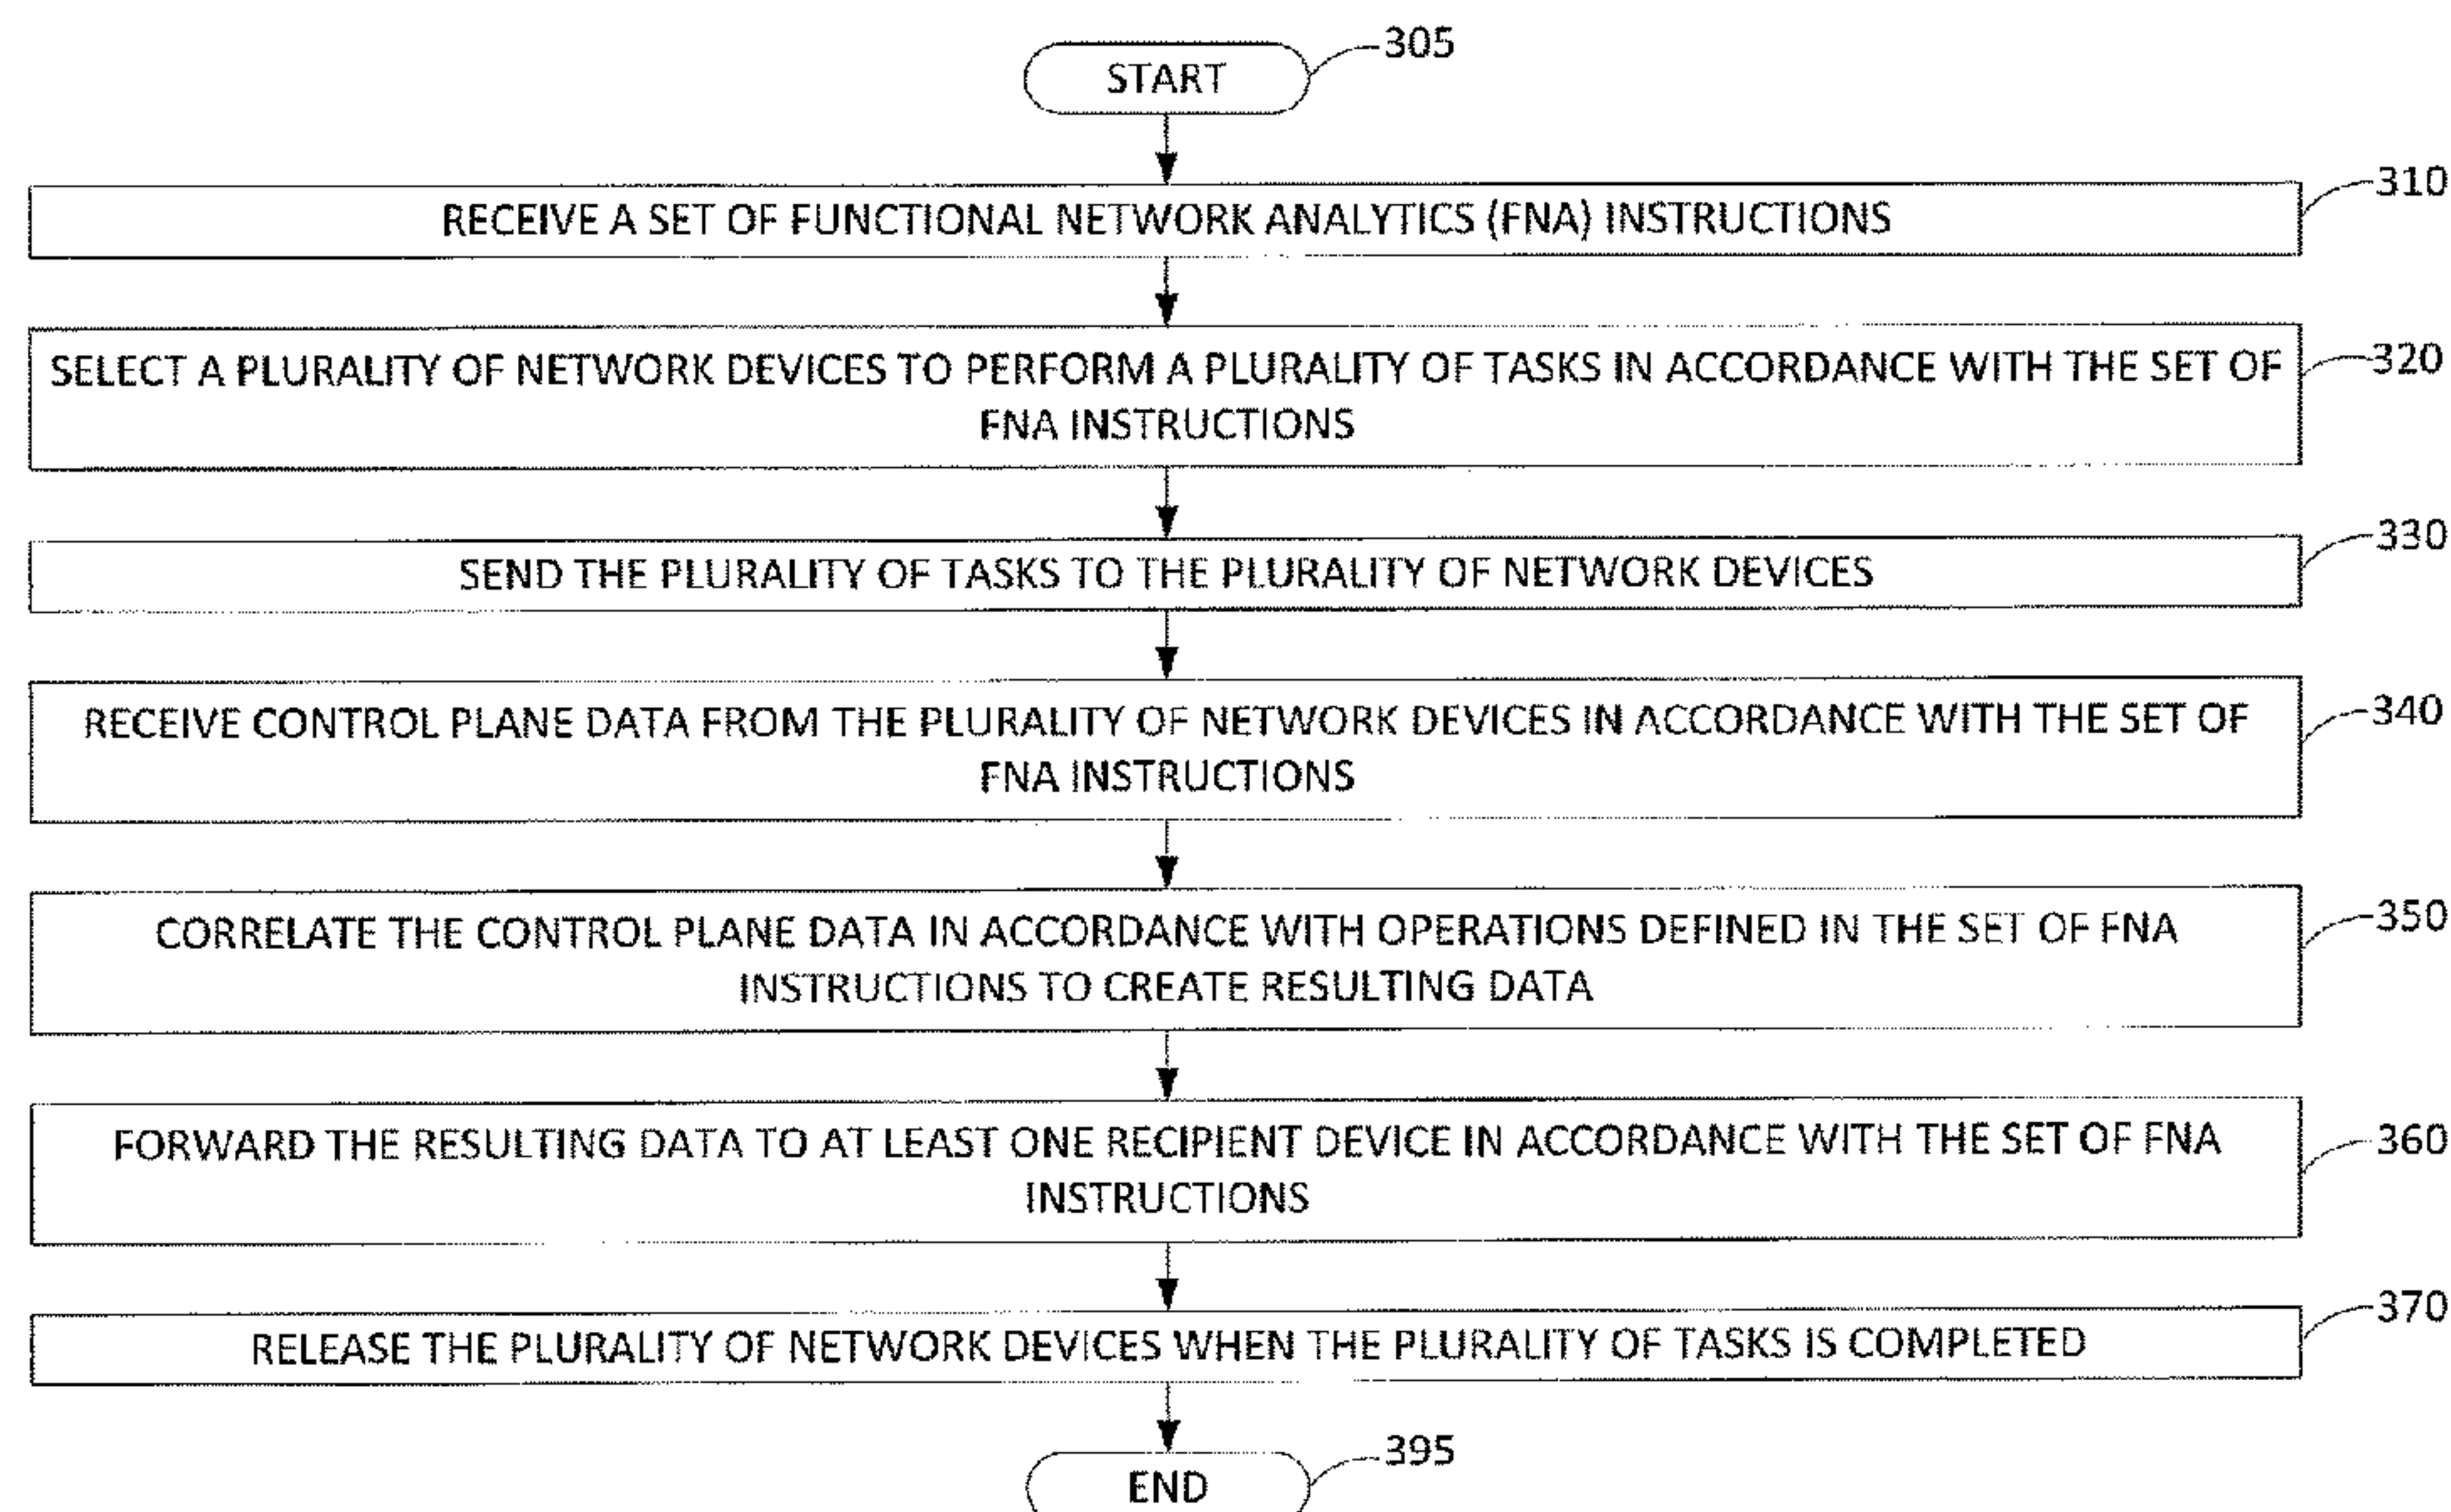 START
305
RECEIVE A SET OF FUNCTIONAL NETWORK ANALYTICS (FNA) INSTRUCTIONS
310
SELECT A PLURALITY OF NETWORK DEVICES TO PERFORM A PLURALITY OF TASKS IN ACCORDANCE WITH THE SET OF
FNA INSTRUCTIONS
320
SEND THE PLURALITY OF TASKS TO THE PLURALITY OF NETWORK DEVICES
330
RECEIVE CONTROL PLANE DATA FROM THE PLURALITY OF NETWORK DEVICES IN ACCORDANCE WITH THE SET OF
FNA INSTRUCTIONS
340
CORRELATE THE CONTROL PLANE DATA IN ACCORDANCE WITH OPERATIONS DEFINED IN THE SET OF FNA
INSTRUCTIONS TO CREATE RESULTING DATA
350
FORWARD THE RESULTING DATA TO AT LEAST ONE RECIPIENT DEVICE IN ACCORDANCE WITH THE SET OF FNA
INSTRUCTIONS
360
RELEASE THE PLURALITY OF NETWORK DEVICES WHEN THE PLURALITY OF TASKS IS COMPLETED
370
END
395